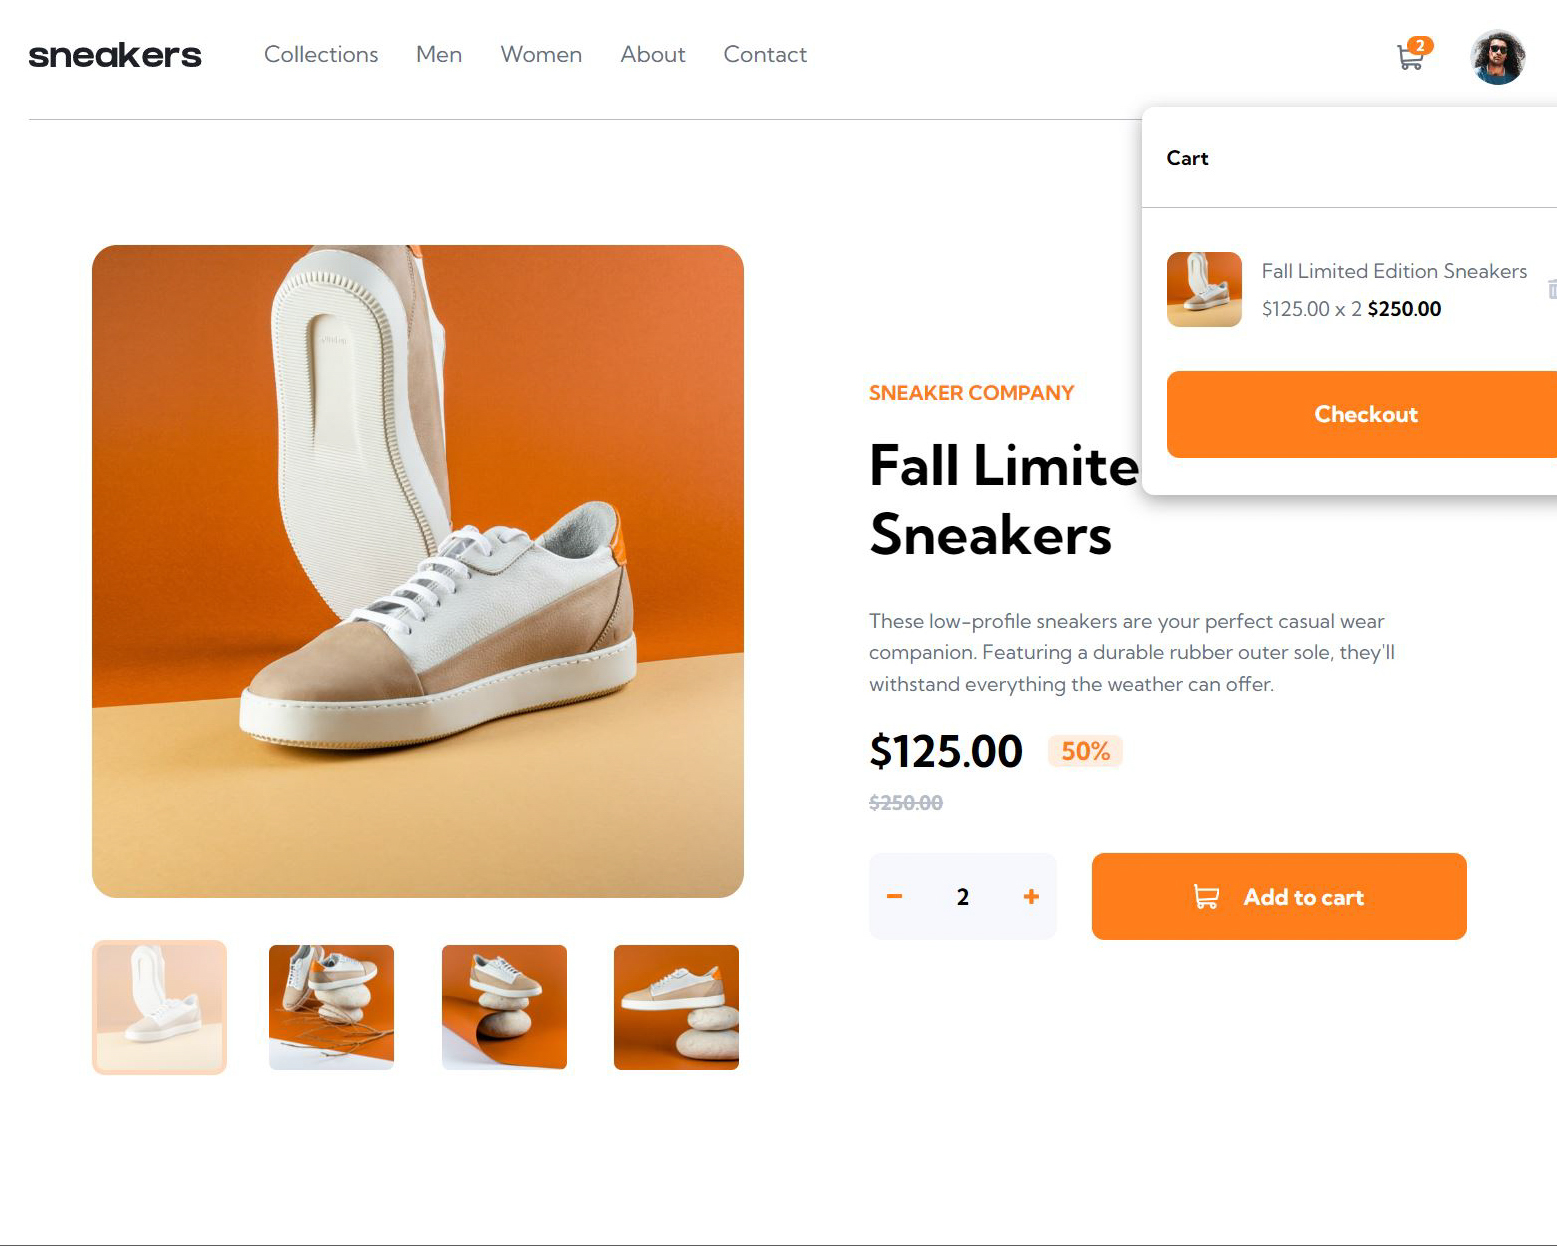 sneakers
Collections
Men
Women
About
Contact
2
Cart
Fall Limited Edition Sneakers
$125.00 x 2 $250.00
Checkout
SNEAKER COMPANY
Fall Limite
Sneakers
These low-profile sneakers are your perfect casual wear
companion. Featuring a durable rubber outer sole, they'll
withstand everything the weather can offer.
$125.00
50%
$250.00
2
Add to cart